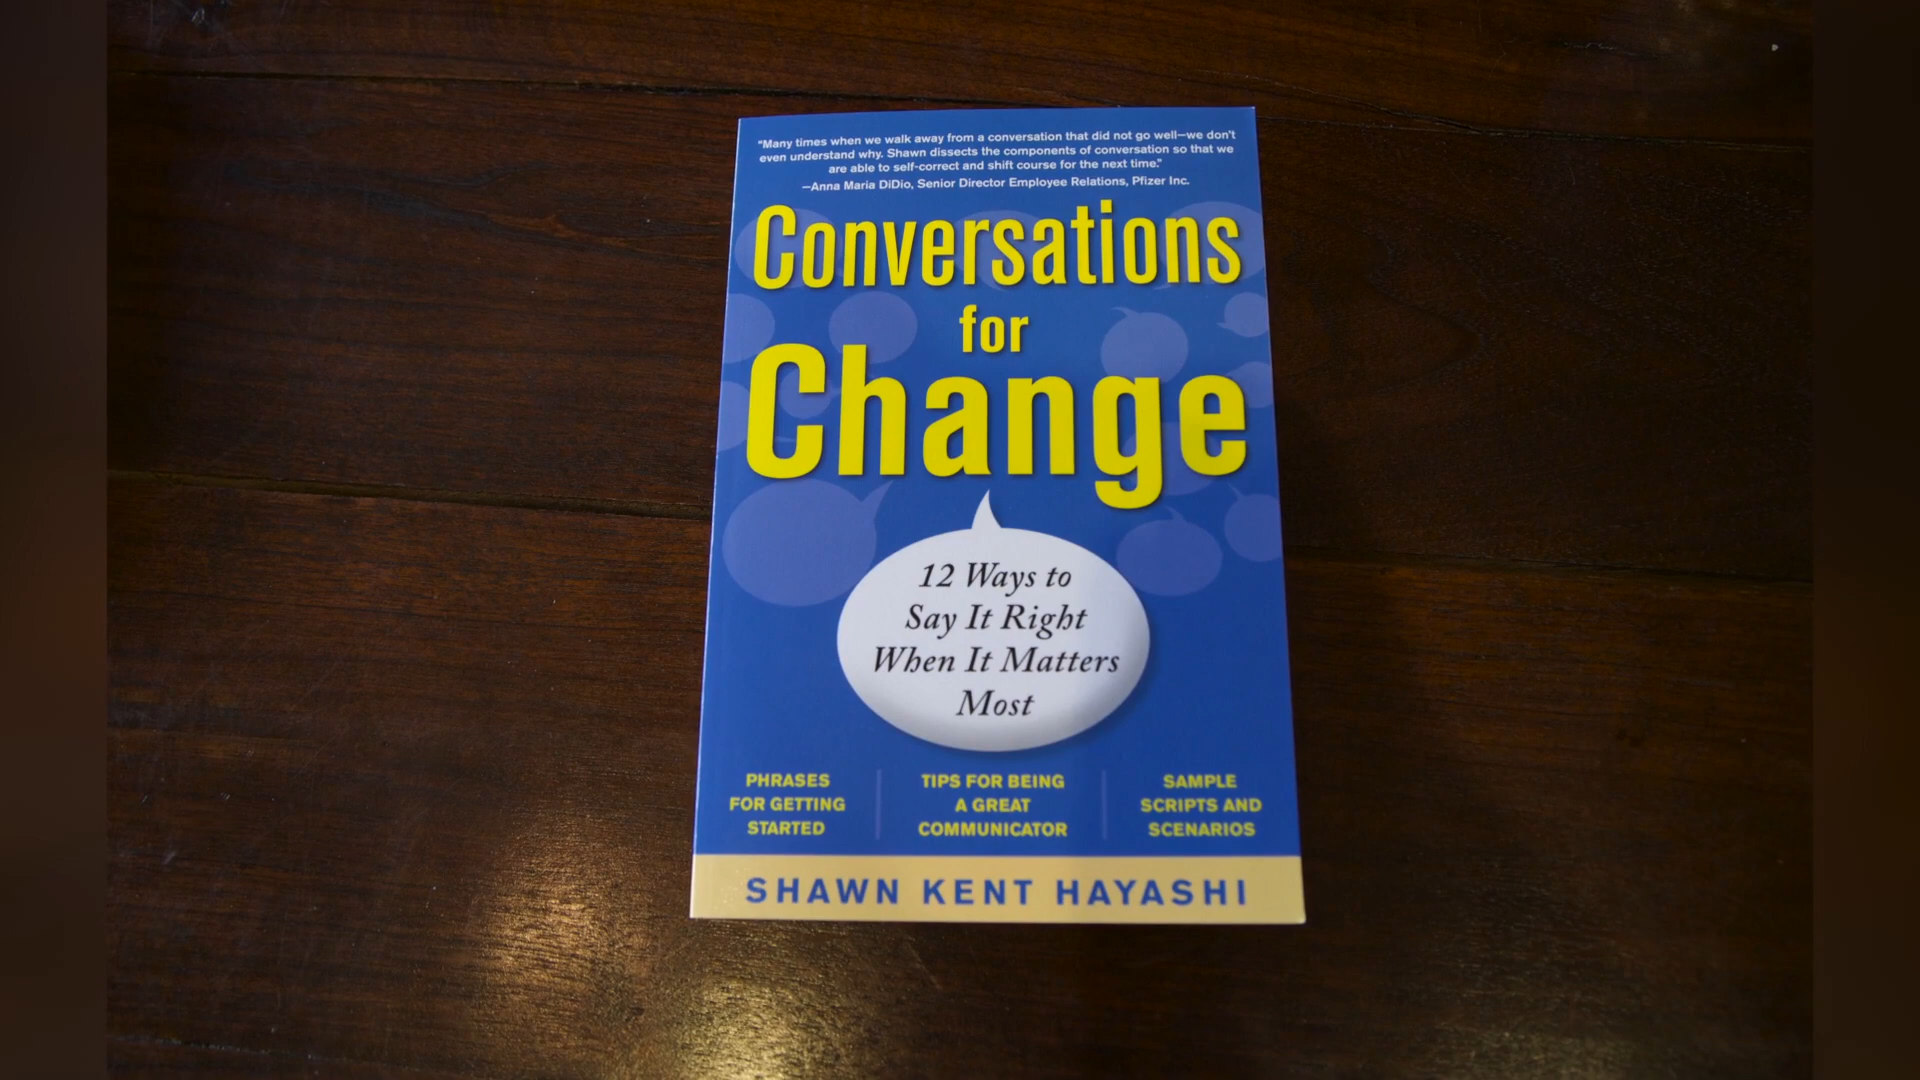 "Many times when we walk away from a conversation that did not go well—we don't
even understand why. Shawn dissects the components of conversation so that we
are able to self-correct and shift course for the next time."
—Anna Maria DiDio, Senior Director Employee Relations, Pfizer Inc.
Conversations
for
Change
12 Ways to
Say It Right
When It Matters
Most
PHRASES
FOR GETTING
STARTED
TIPS FOR BEING
A GREAT
COMMUNICATOR
SAMPLE
SCRIPTS AND
SCENARIOS
SHAWN KENT HAYASHI